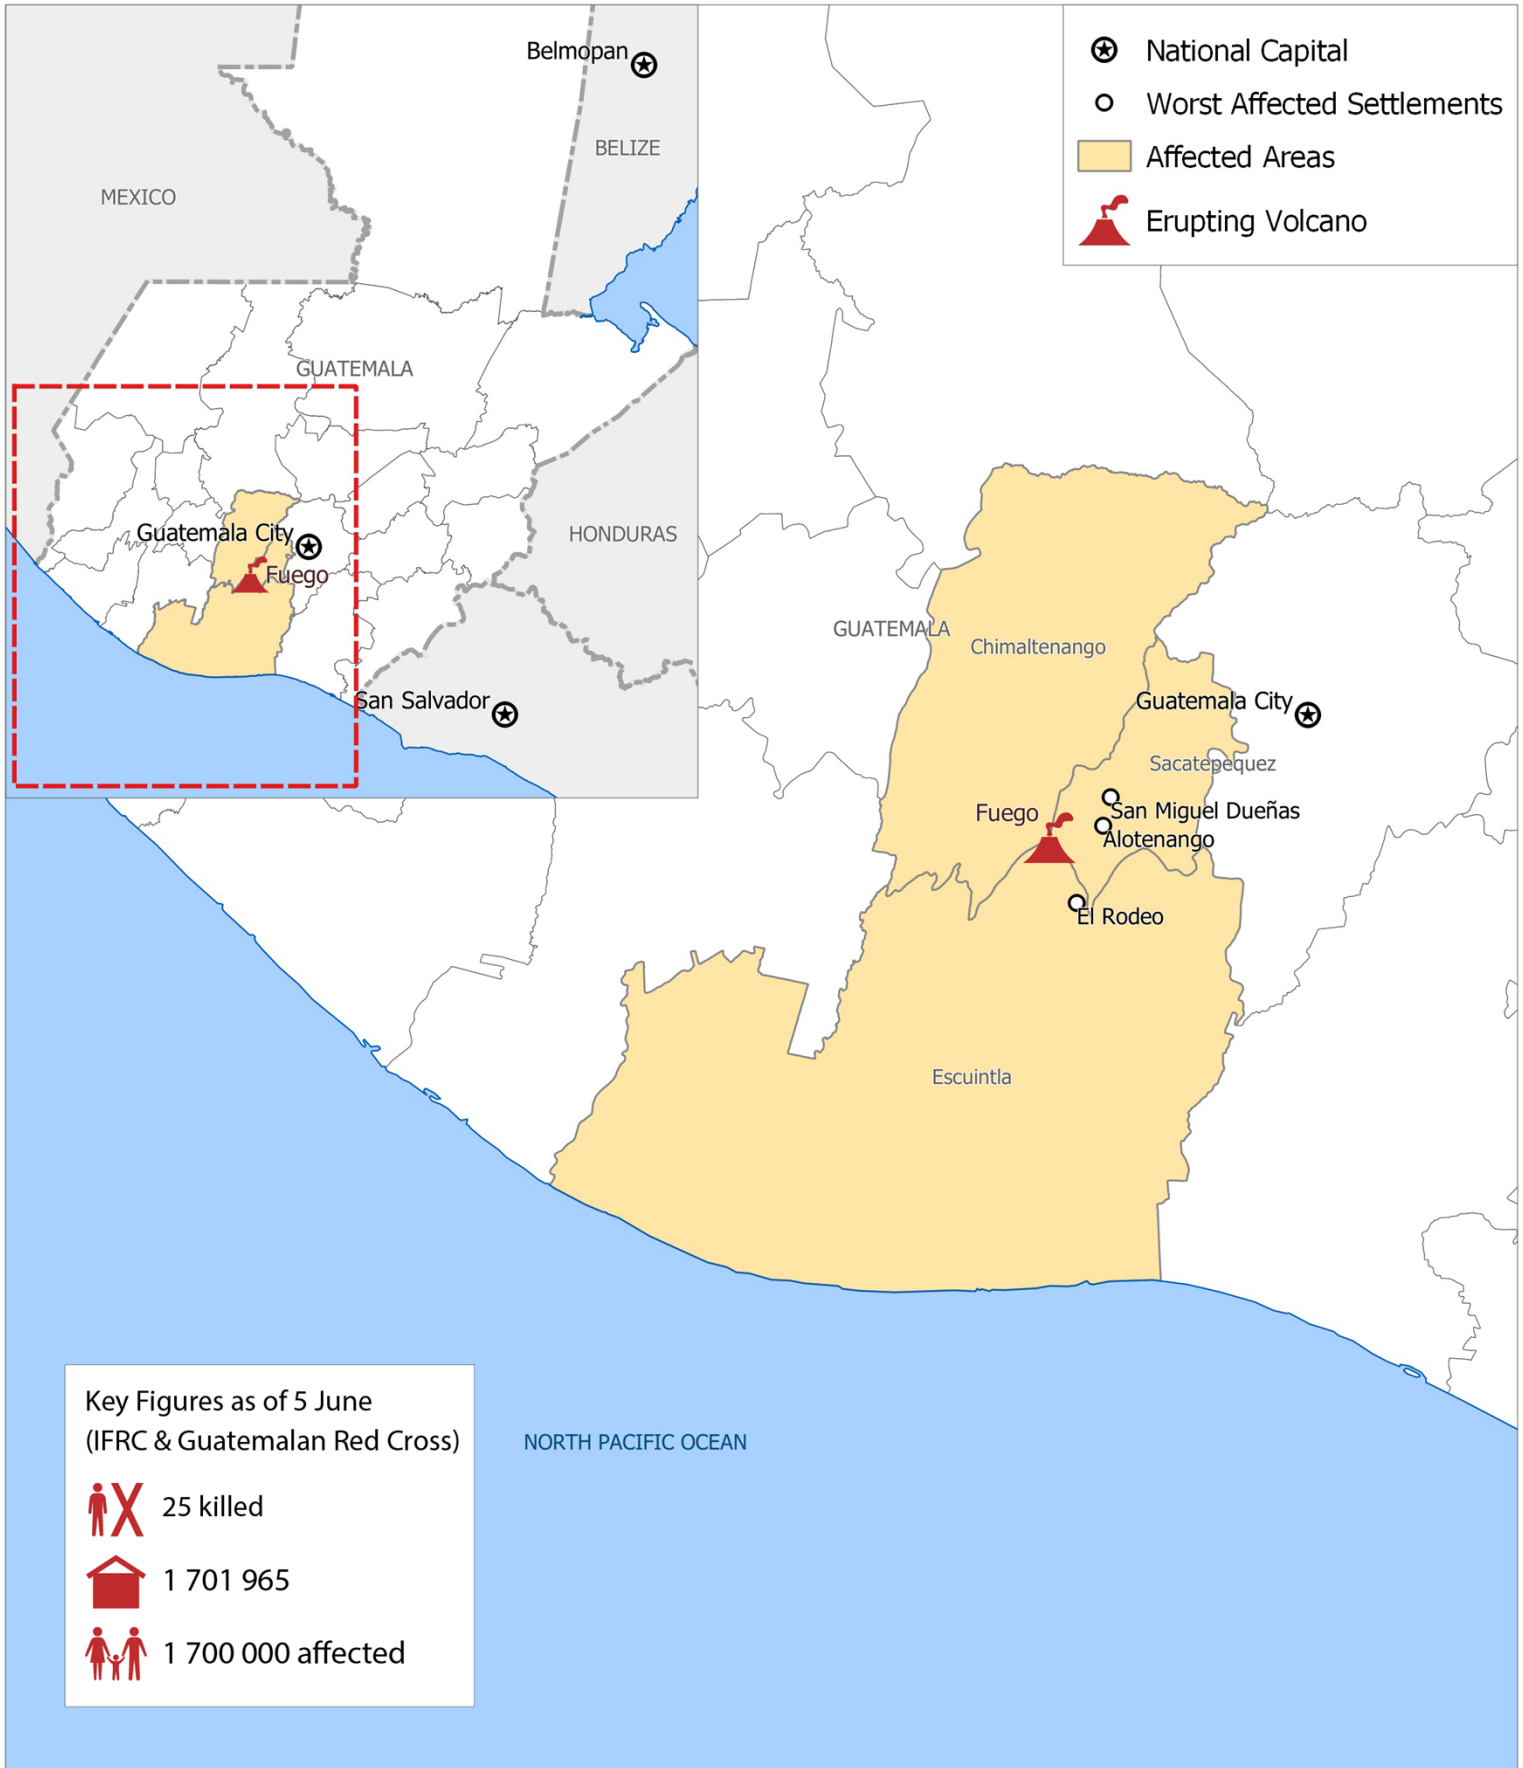 Belmopan
BELIZE
MEXICO
GUATEMALA
Guatemala City
HONDURAS
Fuego
San Salvador
National Capital
Worst Affected Settlements
Affected Areas
Erupting Volcano
GUATEMALA
Chimaltenango
Guatemala City
Sacatepequez
Fuego
San Miguel Dueñas
Alotenango
El Rodeo
Escuintla
NORTH PACIFIC OCEAN
Key Figures as of 5 June
(IFRC & Guatemalan Red Cross)
25 killed
1 701 965
1 700 000 affected